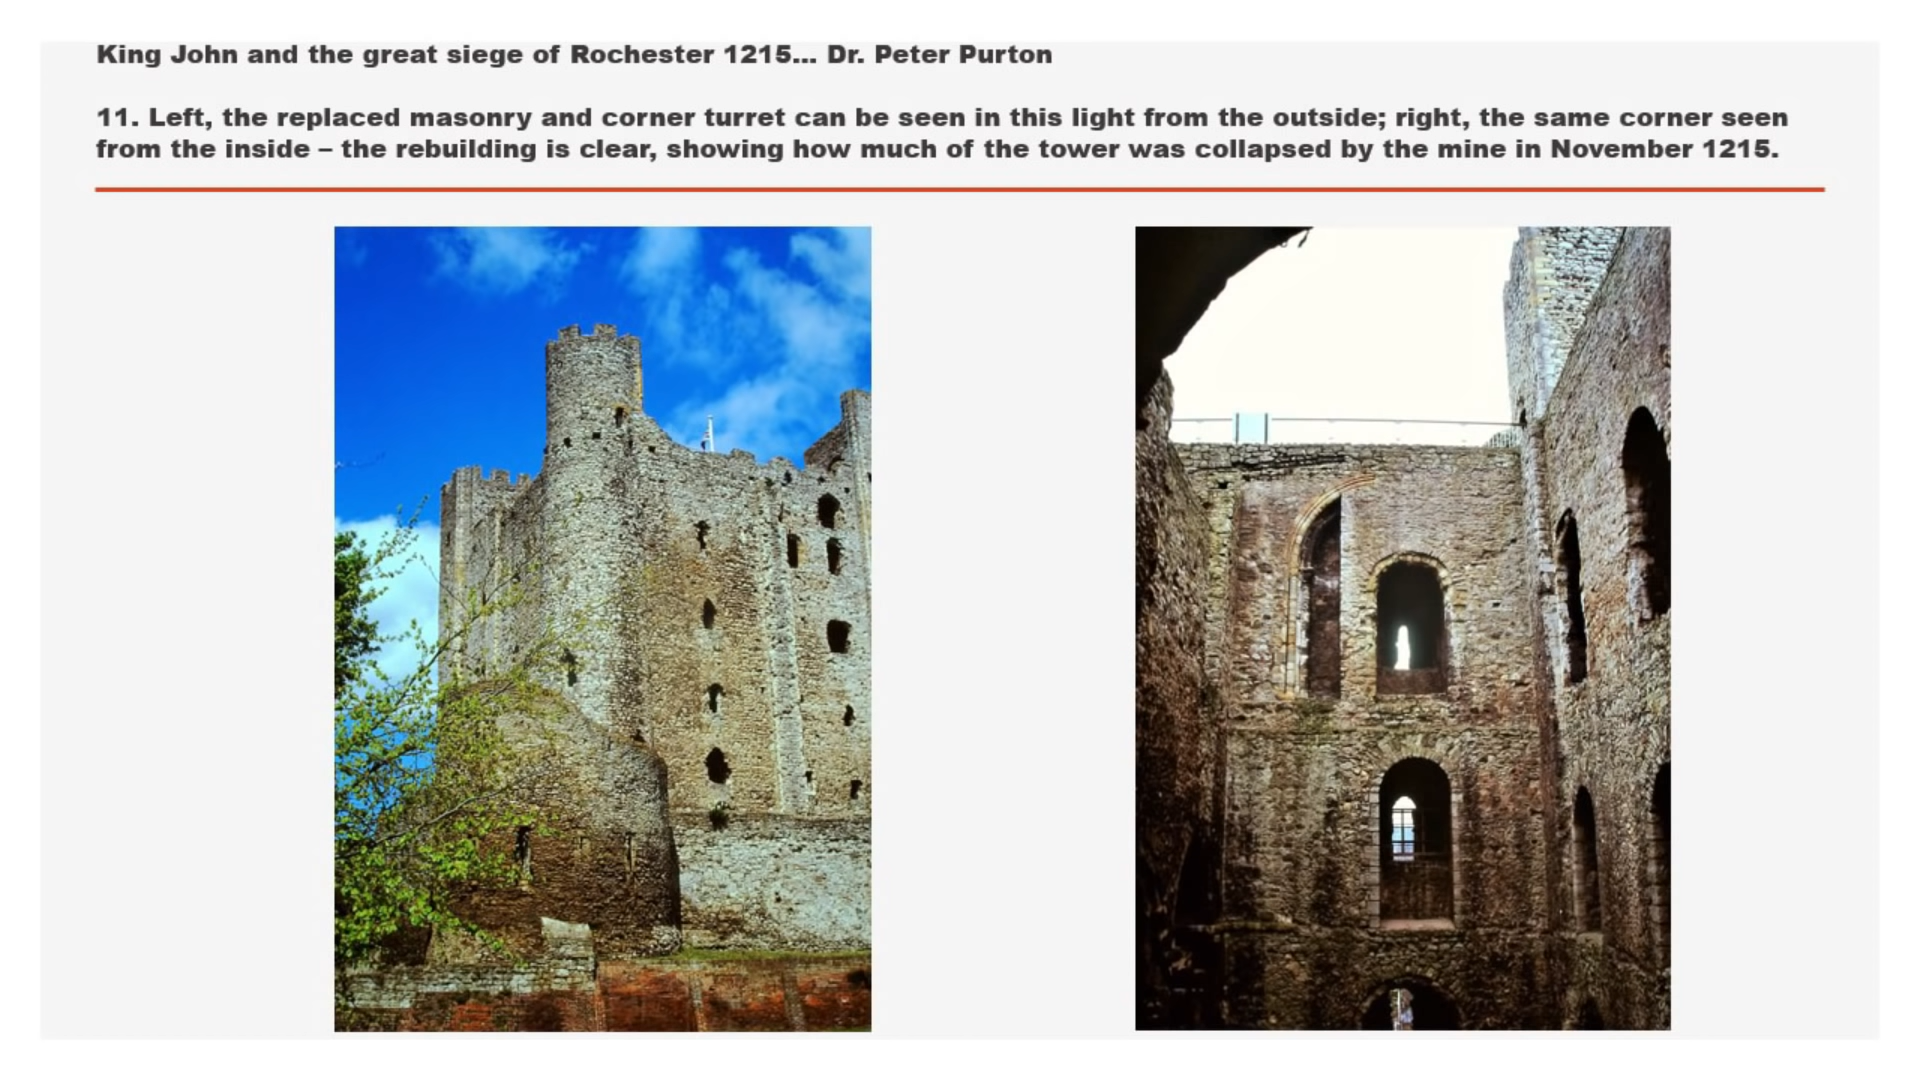 King John and the great siege of Rochester 1215... Dr. Peter Purton
11. Left, the replaced masonry and corner turret can be seen in this light from the outside; right, the same corner seen
from the inside – the rebuilding is clear, showing how much of the tower was collapsed by the mine in November 1215.